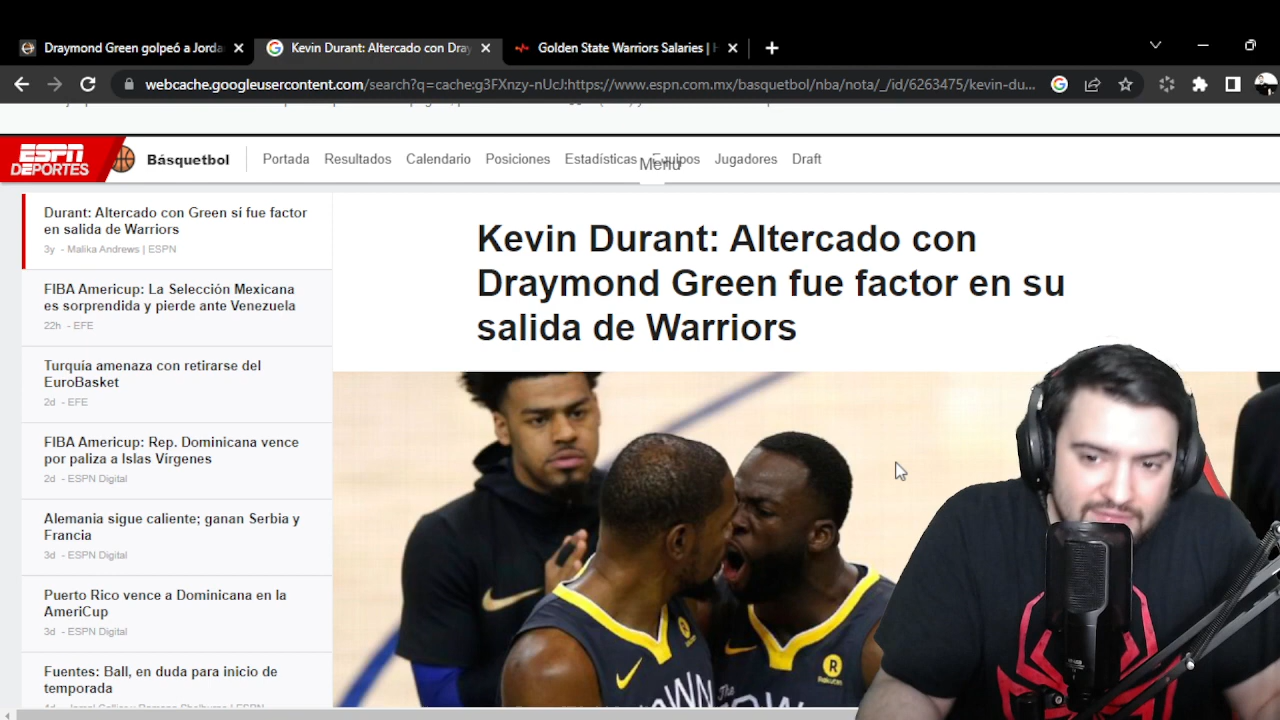 Draymond Green golpeó a Jorda
Kevin Durant: Altercado con Dray
Golden State Warriors Salaries |
webcache.googleusercontent.com/search?q=cache:g3FXnzy-nUcJ:https://www.espn.com.mx/basquetbol/nba/nota/_/id/6263475/kevin-du...
ESPN
DEPORTES
Básquetbol
Portada Resultados Calendario Posiciones Estadísticas Equipos Jugadores Draft
Menu
Durant: Altercado con Green sí fue factor
en salida de Warriors
3y - Malika Andrews | ESPN
FIBA Americup: La Selección Mexicana
es sorprendida y pierde ante Venezuela
22h - EFE
Turquía amenaza con retirarse del
EuroBasket
2d - EFE
FIBA Americup: Rep. Dominicana vence
por paliza a Islas Vírgenes
2d - ESPN Digital
Alemania sigue caliente; ganan Serbia y
Francia
3d - ESPN Digital
Puerto Rico vence a Dominicana en la
AmeriCup
3d - ESPN Digital
Fuentes: Ball, en duda para inicio de
temporada
Kevin Durant: Altercado con
Draymond Green fue factor en su
salida de Warriors